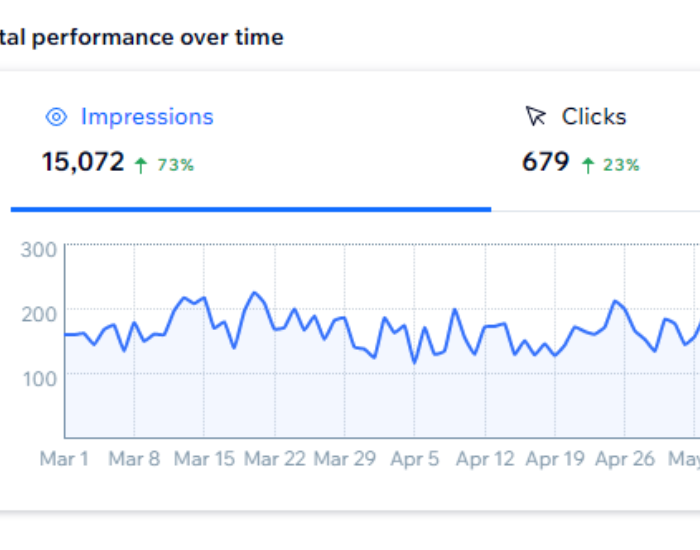 tal performance over time
Impressions
15,072 ↑ 73%
Clicks
679 ↑ 23%
300
200
100
Mar 1 Mar 8 Mar 15 Mar 22 Mar 29 Apr 5 Apr 12 Apr 19 Apr 26 May